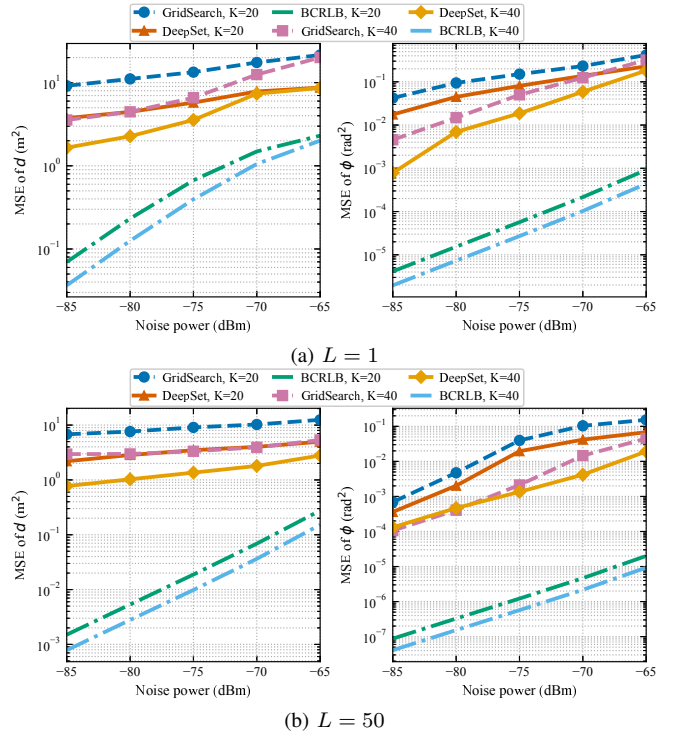 GridSearch, K=20
BCRLB, K=20
DeepSet, K=40
DeepSet, K=20
GridSearch, K=40
BCRLB, K=40
MSE of d (m²)
10¹
10⁰
10⁻¹
−85 −80 −75 −70 −65
Noise power (dBm)
MSE of ϕ (rad²)
10⁻¹
10⁻²
10⁻³
10⁻⁴
10⁻⁵
−85 −80 −75 −70 −65
Noise power (dBm)
(a) L = 1
GridSearch, K=20
BCRLB, K=20
DeepSet, K=40
DeepSet, K=20
GridSearch, K=40
BCRLB, K=40
MSE of d (m²)
10¹
10⁰
10⁻¹
10⁻²
10⁻³
−85 −80 −75 −70 −65
Noise power (dBm)
MSE of ϕ (rad²)
10⁻¹
10⁻²
10⁻³
10⁻⁴
10⁻⁵
10⁻⁶
10⁻⁷
−85 −80 −75 −70 −65
Noise power (dBm)
(b) L = 50